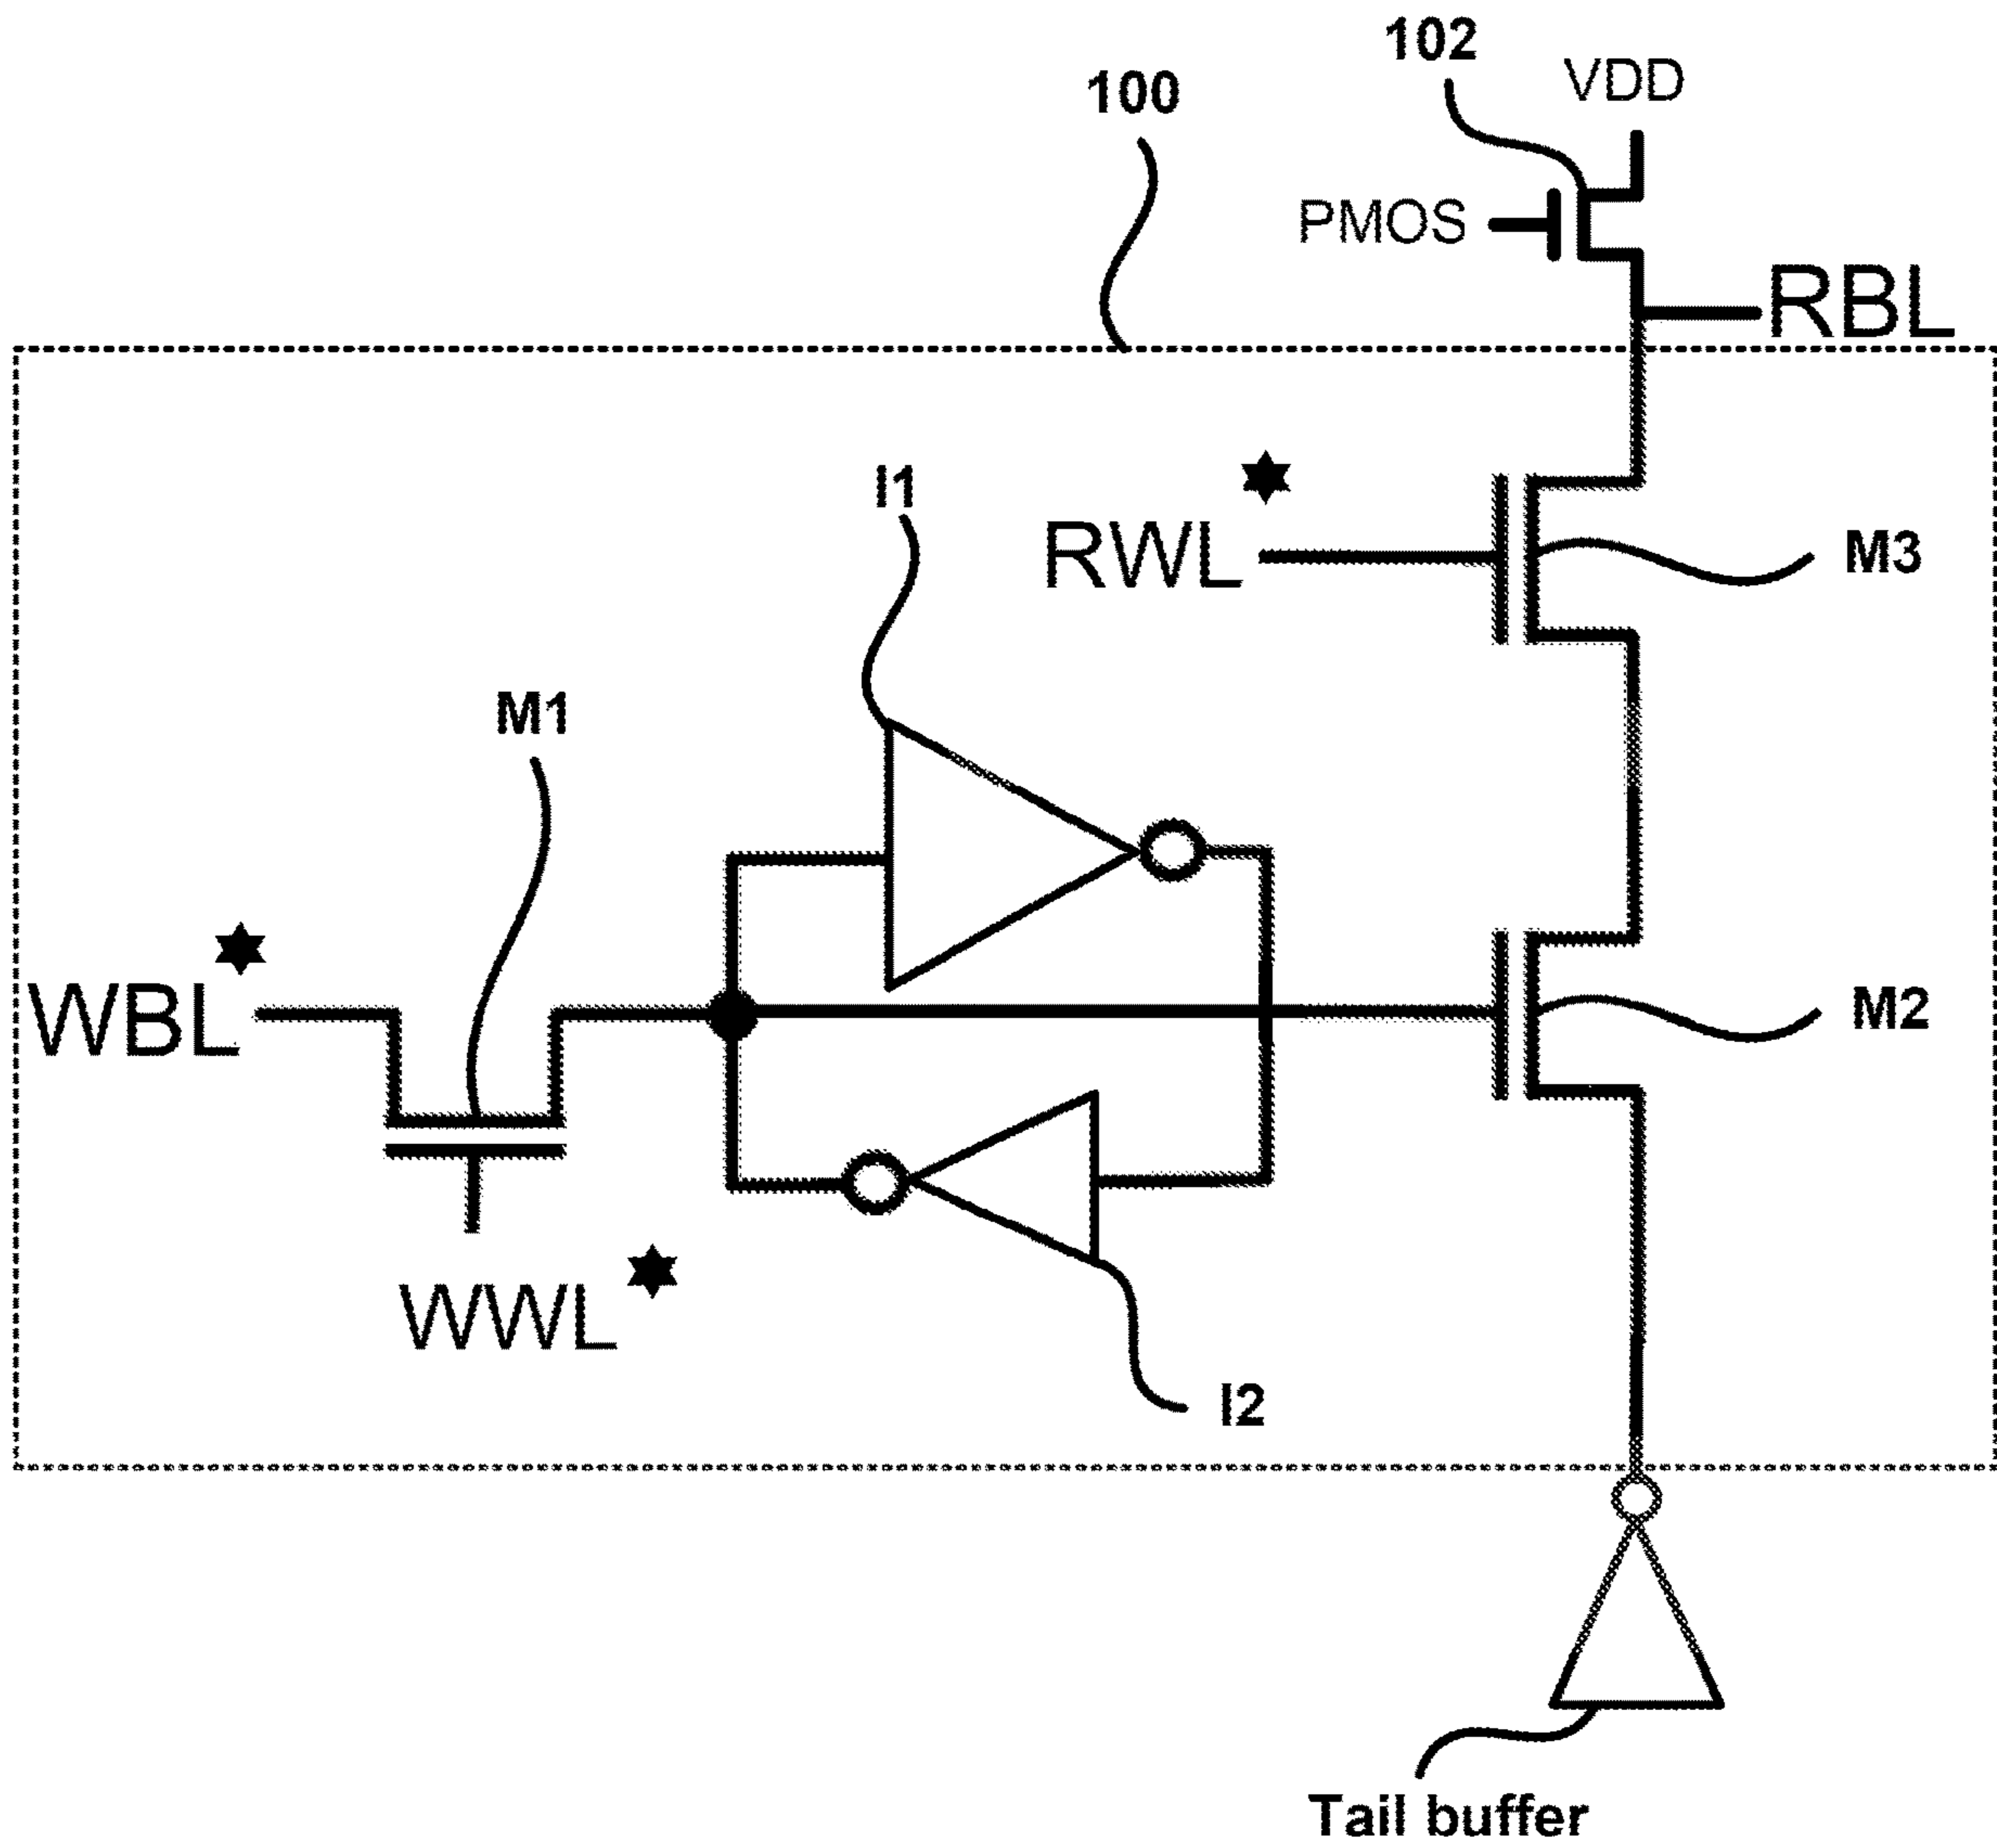 102
VDD
100
PMOS
RBL
I1
RWL
M3
M1
WBL
M2
WWL
I2
Tail buffer